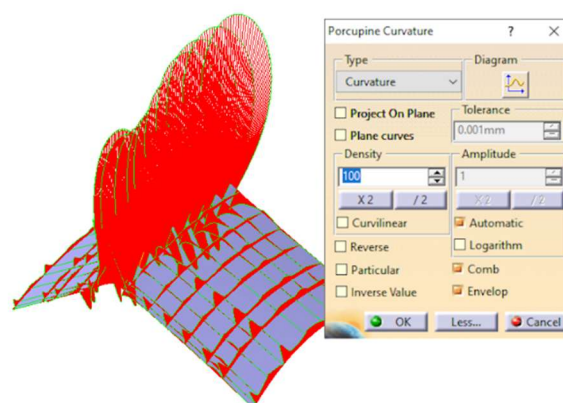 Porcupine Curvature ? ×
Type
Curvature
Diagram
Project On Plane
Plane curves
Tolerance
0.001mm
Density
100
X 2 / 2
Curvilinear
Amplitude
1
X 2 / 2
Automatic
Logarithm
Reverse
Particular
Inverse Value
Comb
Envelop
OK Less... Cancel